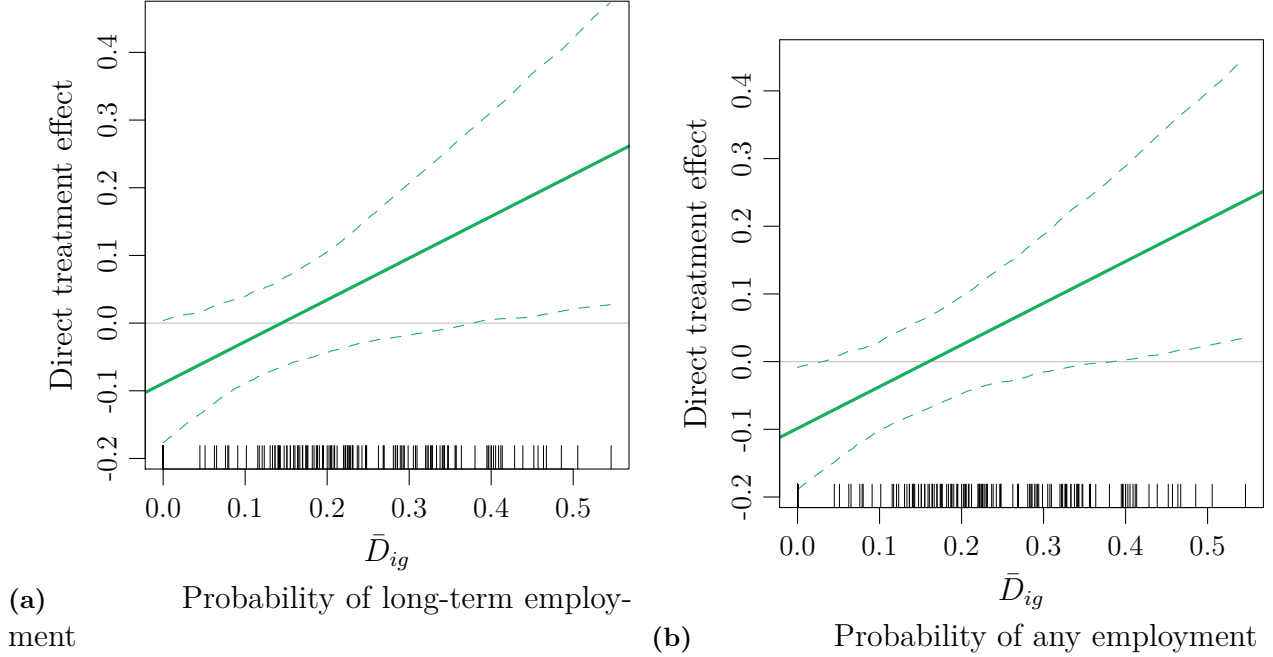 Direct treatment effect
0.4
0.3
0.2
0.1
0.0
-0.1
-0.2
0.0 0.1 0.2 0.3 0.4 0.5
D̄ig
(a) Probability of long-term employ-
ment
Direct treatment effect
0.4
0.3
0.2
0.1
0.0
-0.1
-0.2
0.0 0.1 0.2 0.3 0.4 0.5
D̄ig
(b) Probability of any employment